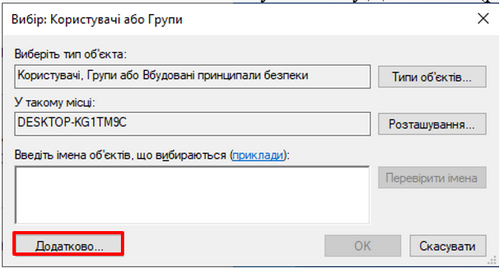 Вибір: Користувачі або Групи
Виберіть тип об'єкта:
Користувачі, Групи або Вбудовані принципали безпеки
Типи об'єктів...
У такому місці:
DESKTOP-KG1TM9C
Розташування...
Введіть імена об'єктів, що вибираються (приклади):
Перевірити імена
Додатково...
ОК
Скасувати